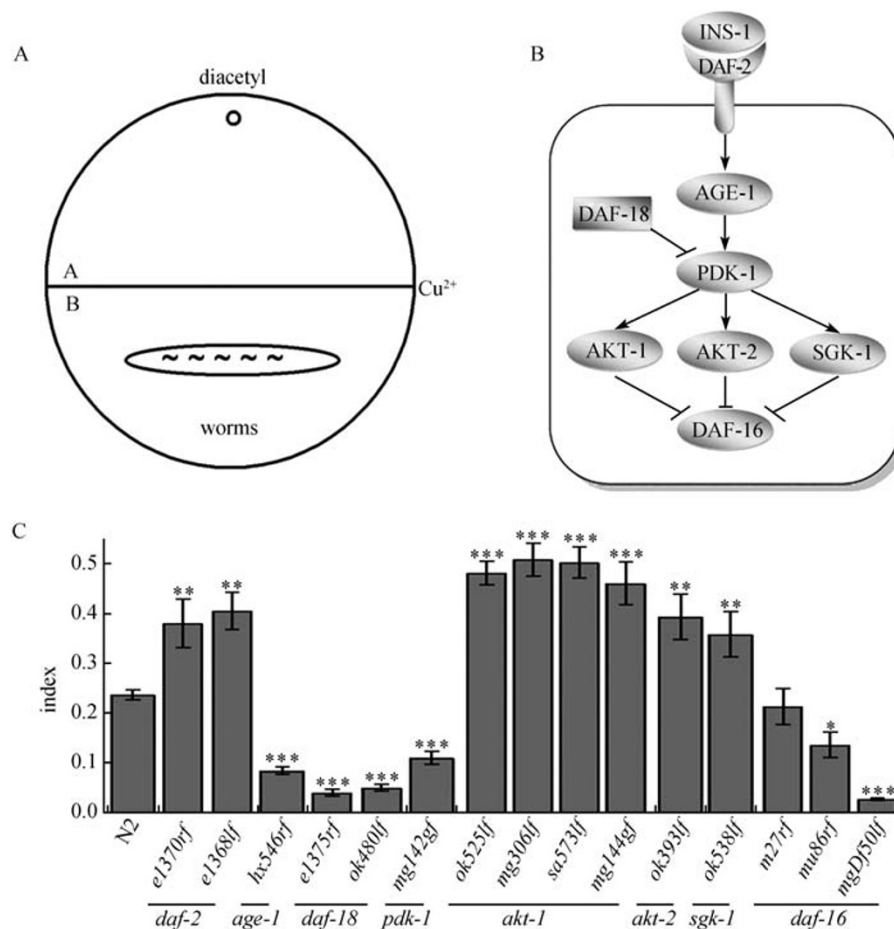 A
diacetyl
A
B
Cu²⁺
~ ~ ~ ~ ~
worms
B
INS-1
DAF-2
AGE-1
DAF-18
PDK-1
AKT-1 AKT-2 SGK-1
DAF-16
C
index
0.5
0.4
0.3
0.2
0.1
0.0
** ** *** *** *** *** *** *** *** *** ** ** * ***
N2 e1370rf e1368lf hx546rf e1375rf ok480lf mg142gf ok525lf mg306lf sa573lf mg144gf ok393lf ok538lf m27rf mu86rf mgDf50lf
daf-2 age-1 daf-18 pdk-1 akt-1 akt-2 sgk-1 daf-16